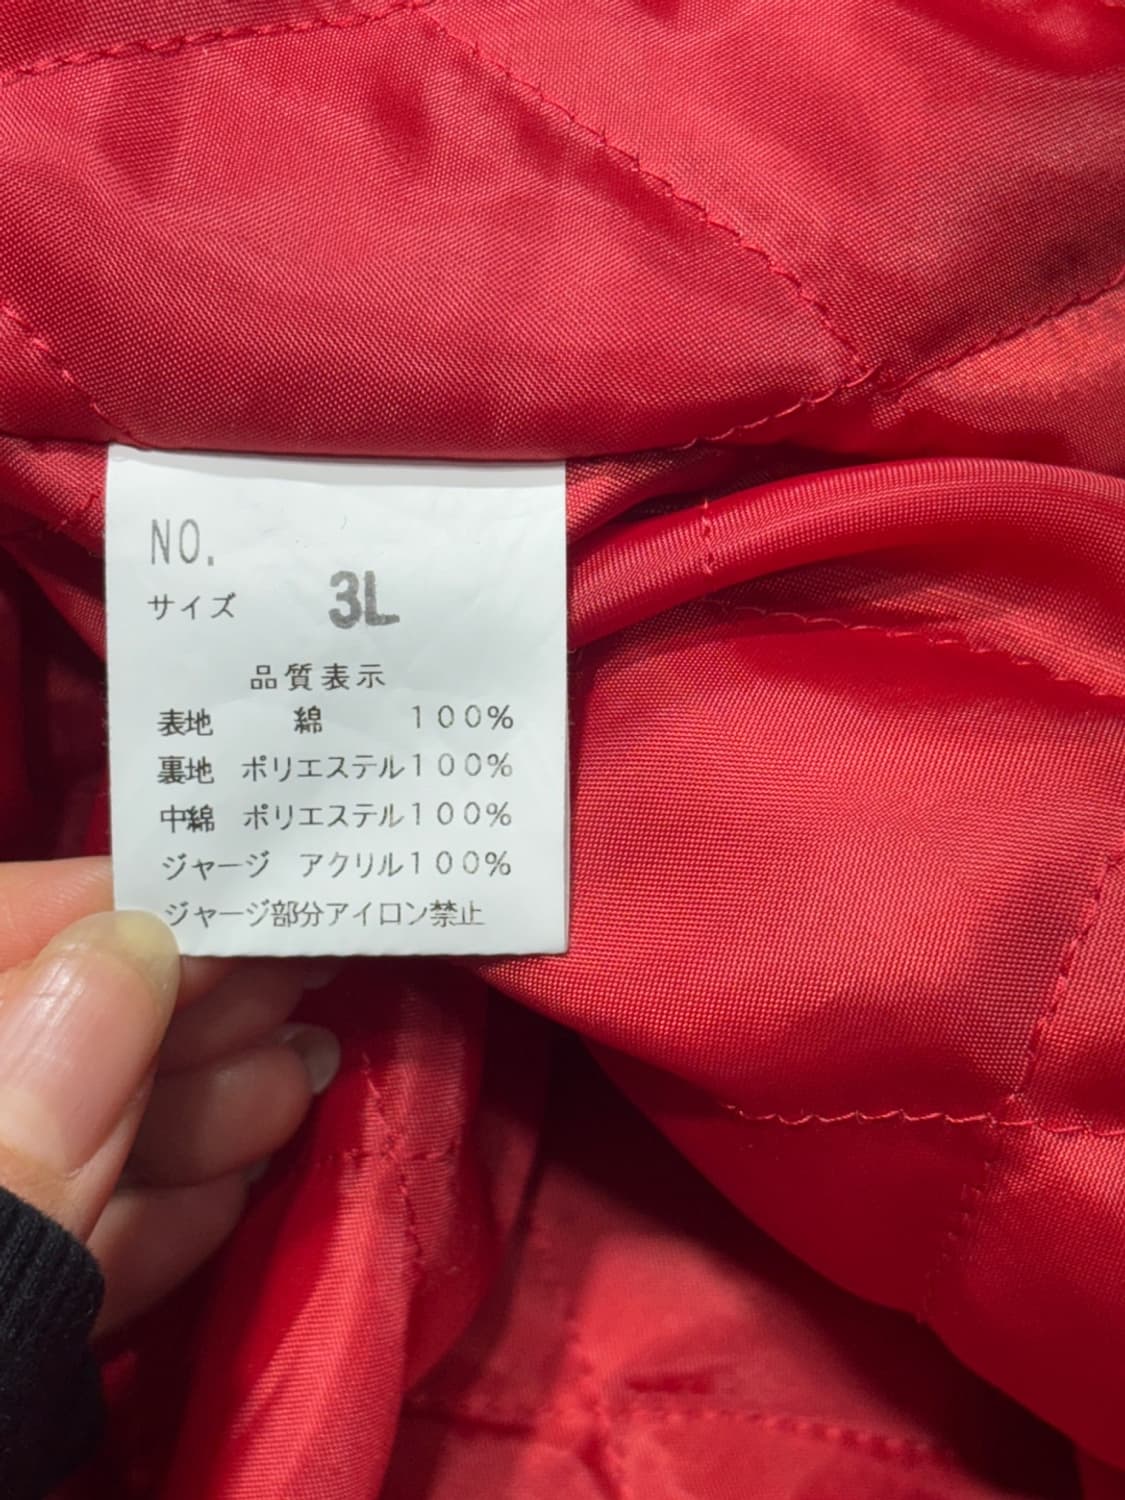 NO.
サイズ 3L
品質表示
表地 綿 100%
裏地 ポリエステル100%
中綿 ポリエステル100%
ジャージ アクリル100%
ジャージ部分アイロン禁止